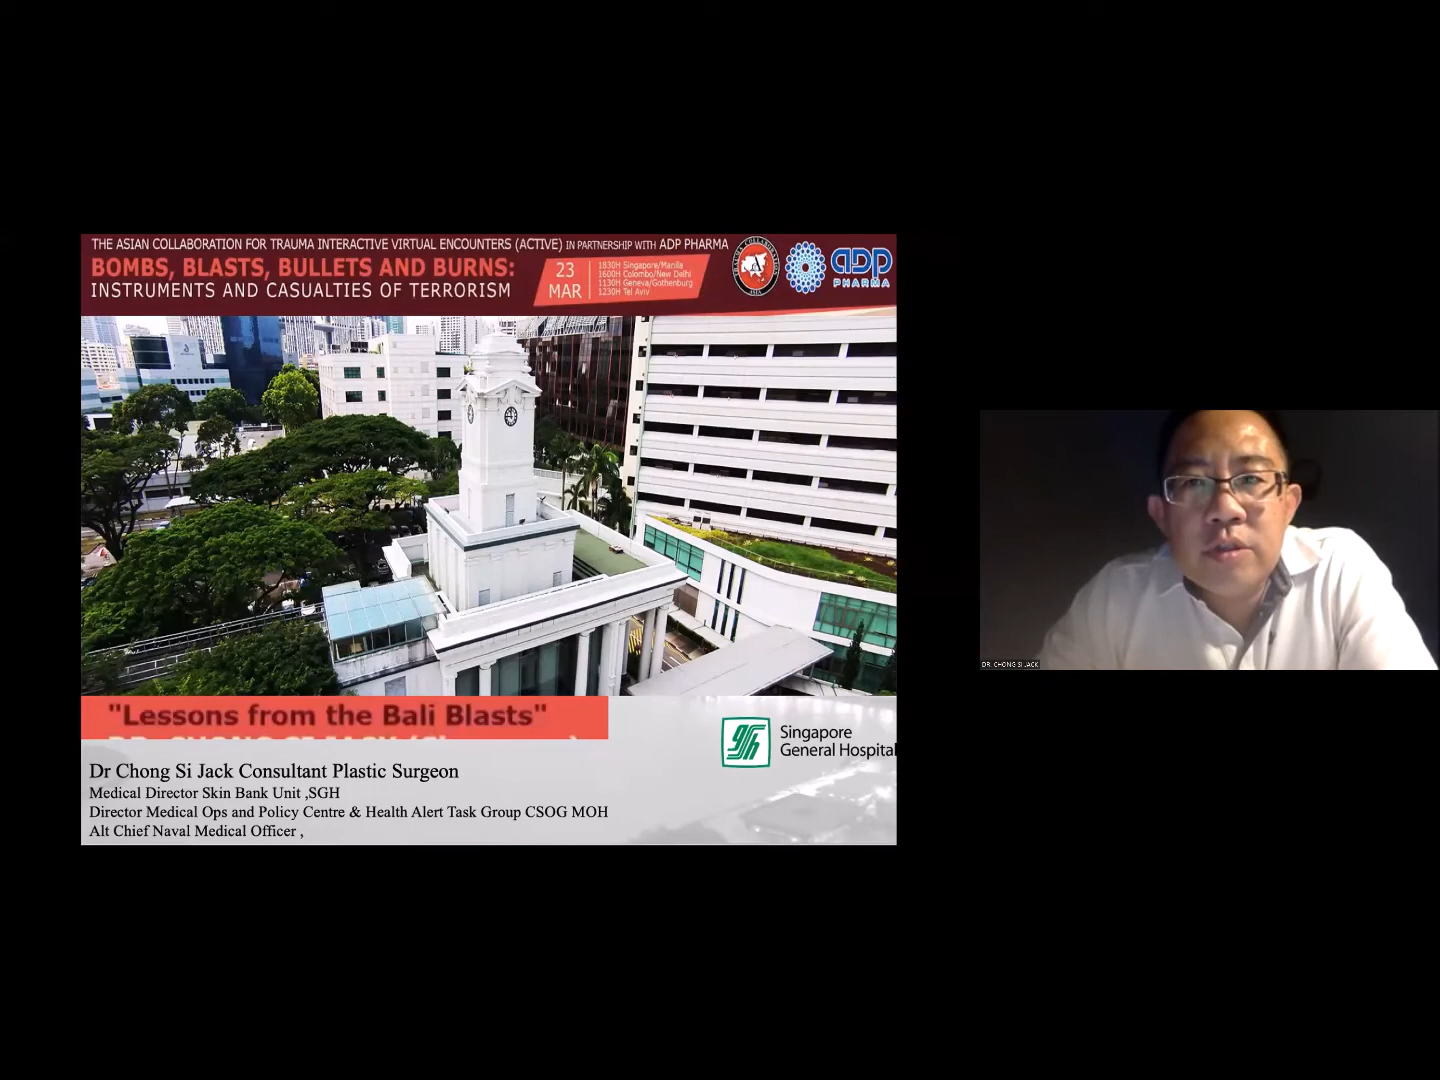 THE ASIAN COLLABORATION FOR TRAUMA INTERACTIVE VIRTUAL ENCOUNTERS (ACTIVE) IN PARTNERSHIP WITH ADP PHARMA
BOMBS, BLASTS, BULLETS AND BURNS:
INSTRUMENTS AND CASUALTIES OF TERRORISM
23
MAR
1830H Singapore/Manila
1600H Colombo/New Delhi
1130H Geneva/Gothenburg
1230H Tel Aviv
TRAUMA COLLABORATION
ASIA
ADP
PHARMA
"Lessons from the Bali Blasts"
Singapore
General Hospital
Dr Chong Si Jack Consultant Plastic Surgeon
Medical Director Skin Bank Unit ,SGH
Director Medical Ops and Policy Centre & Health Alert Task Group CSOG MOH
Alt Chief Naval Medical Officer ,
DR. CHONG SI JACK